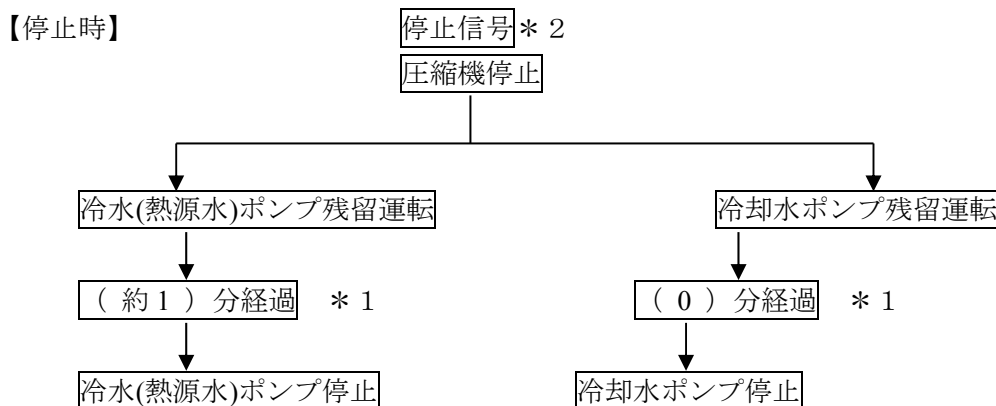 【停止時】 停止信号＊２
圧縮機停止
冷水(熱源水)ポンプ残留運転 冷却水ポンプ残留運転
（ 約 1 ）分経過 ＊１ （ 0 ）分経過 ＊１
冷水(熱源水)ポンプ停止 冷却水ポンプ停止